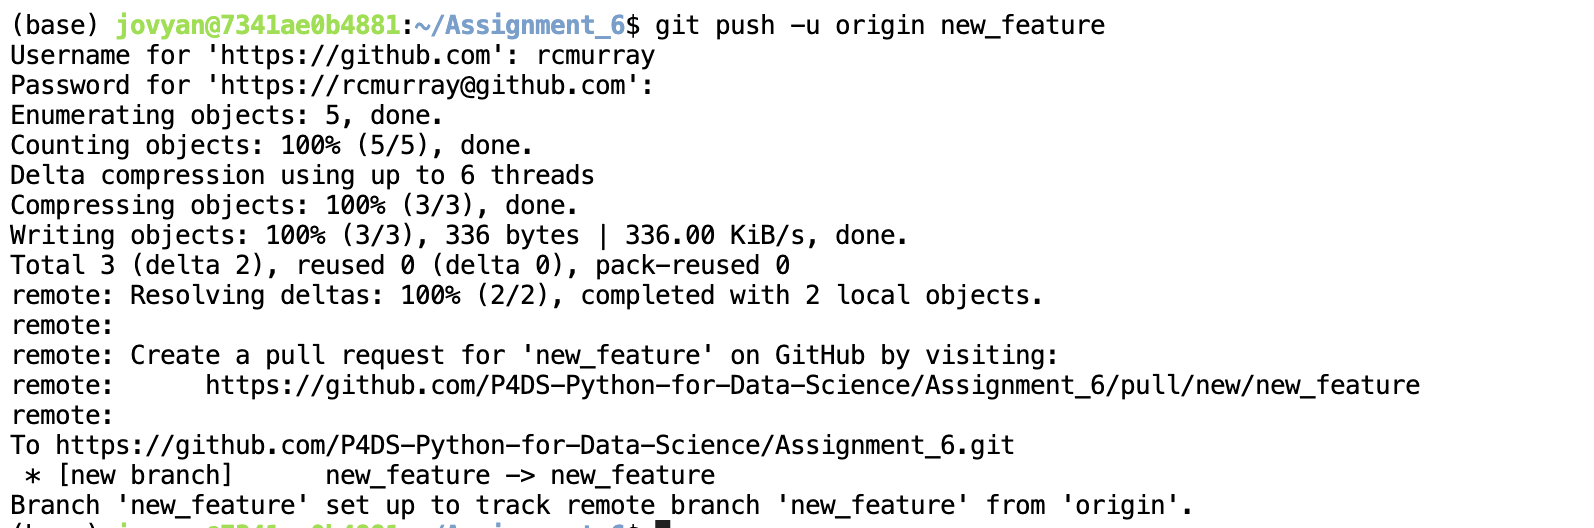 (base) jovyan@7341ae0b4881:~/Assignment_6$ git push -u origin new_feature
Username for 'https://github.com': rcmurray
Password for 'https://rcmurray@github.com':
Enumerating objects: 5, done.
Counting objects: 100% (5/5), done.
Delta compression using up to 6 threads
Compressing objects: 100% (3/3), done.
Writing objects: 100% (3/3), 336 bytes | 336.00 KiB/s, done.
Total 3 (delta 2), reused 0 (delta 0), pack-reused 0
remote: Resolving deltas: 100% (2/2), completed with 2 local objects.
remote:
remote: Create a pull request for 'new_feature' on GitHub by visiting:
remote:      https://github.com/P4DS-Python-for-Data-Science/Assignment_6/pull/new/new_feature
remote:
To https://github.com/P4DS-Python-for-Data-Science/Assignment_6.git
 * [new branch]      new_feature -> new_feature
Branch 'new_feature' set up to track remote branch 'new_feature' from 'origin'.
(base) jovyan@7341ae0b4881:~/Assignment_6$